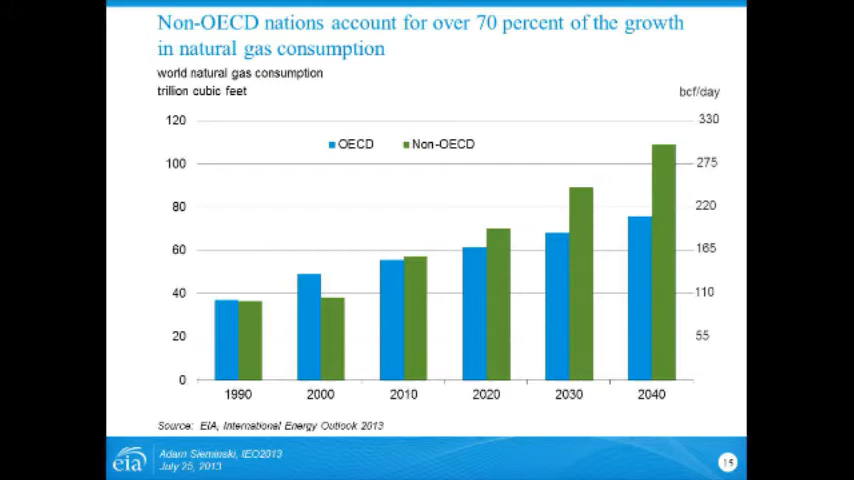 Non-OECD nations account for over 70 percent of the growth
in natural gas consumption
world natural gas consumption
trillion cubic feet
bcf/day
120
330
OECD
Non-OECD
100
275
80
220
60
165
40
110
20
55
0
1990
2000
2010
2020
2030
2040
Source: EIA, International Energy Outlook 2013
eia
Adam Sieminski, IEO2013
July 25, 2013
15